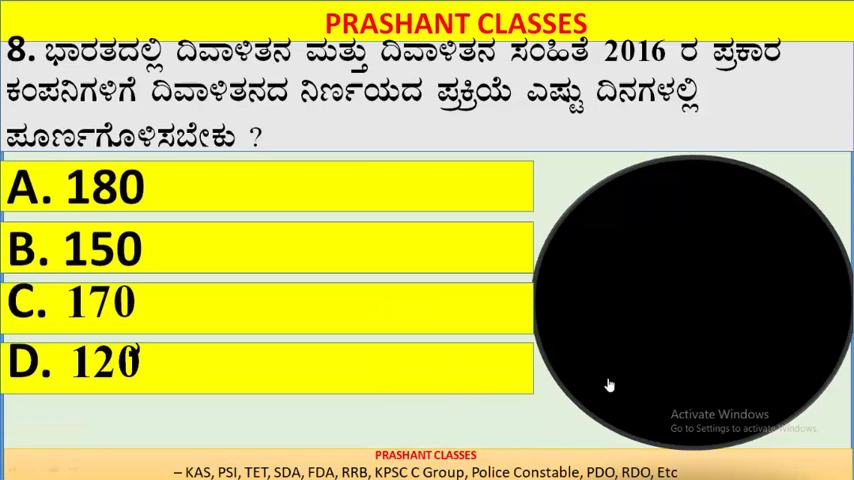 PRASHANT CLASSES
8. ಭಾರತದಲ್ಲಿ ದಿವಾಳಿತನ ಮತ್ತು ದಿವಾಳಿತನ ಸಂಹಿತೆ 2016 ರ ಪ್ರಕಾರ
ಕಂಪನಿಗಳಿಗೆ ದಿವಾಳಿತನದ ನಿರ್ಣಯದ ಪ್ರಕ್ರಿಯೆ ಎಷ್ಟು ದಿನಗಳಲ್ಲಿ
ಪೂರ್ಣಗೊಳಿಸಬೇಕು ?
A. 180
B. 150
C. 170
D. 120
Activate Windows
Go to Settings to activate Windows.
PRASHANT CLASSES
– KAS, PSI, TET, SDA, FDA, RRB, KPSC C Group, Police Constable, PDO, RDO, Etc